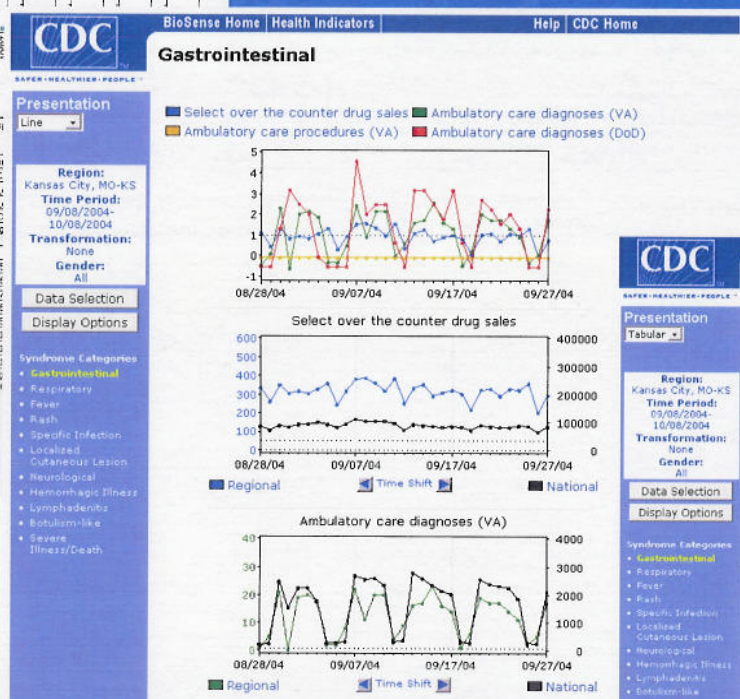 BioSense Home | Health Indicators |
Help | CDC Home
CDC
SAFER•HEALTHIER•PEOPLE™
Gastrointestinal
Presentation
Line
Region:
Kansas City, MO-KS
Time Period:
09/08/2004-
10/08/2004
Transformation:
None
Gender:
All
Data Selection
Display Options
Syndrome Categories
• Gastrointestinal
• Respiratory
• Fever
• Rash
• Specific Infection
• Localized
Cutaneous Lesion
• Neurological
• Hemorrhagic Illness
• Lymphadenitis
• Botulism-like
• Severe
Illness/Death
Select over the counter drug sales
Ambulatory care diagnoses (VA)
Ambulatory care procedures (VA)
Ambulatory care diagnoses (DoD)
5
4
3
2
1
0
-1
08/28/04 09/07/04 09/17/04 09/27/04
Select over the counter drug sales
600
500
400
300
200
100
0
400000
300000
200000
100000
0
08/28/04 09/07/04 09/17/04 09/27/04
Regional
Time Shift
National
Ambulatory care diagnoses (VA)
40
30
20
10
0
4000
3000
2000
1000
0
08/28/04 09/07/04 09/17/04 09/27/04
Regional
Time Shift
National
CDC
SAFER•HEALTHIER•PEOPLE™
Presentation
Tabular
Region:
Kansas City, MO-KS
Time Period:
09/08/2004-
10/08/2004
Transformation:
None
Gender:
All
Data Selection
Display Options
Syndrome Categories
• Gastrointestinal
• Respiratory
• Fever
• Rash
• Specific Infection
• Localized
Cutaneous Lesion
• Neurological
• Hemorrhagic Illness
• Lymphadenitis
• Botulism-like